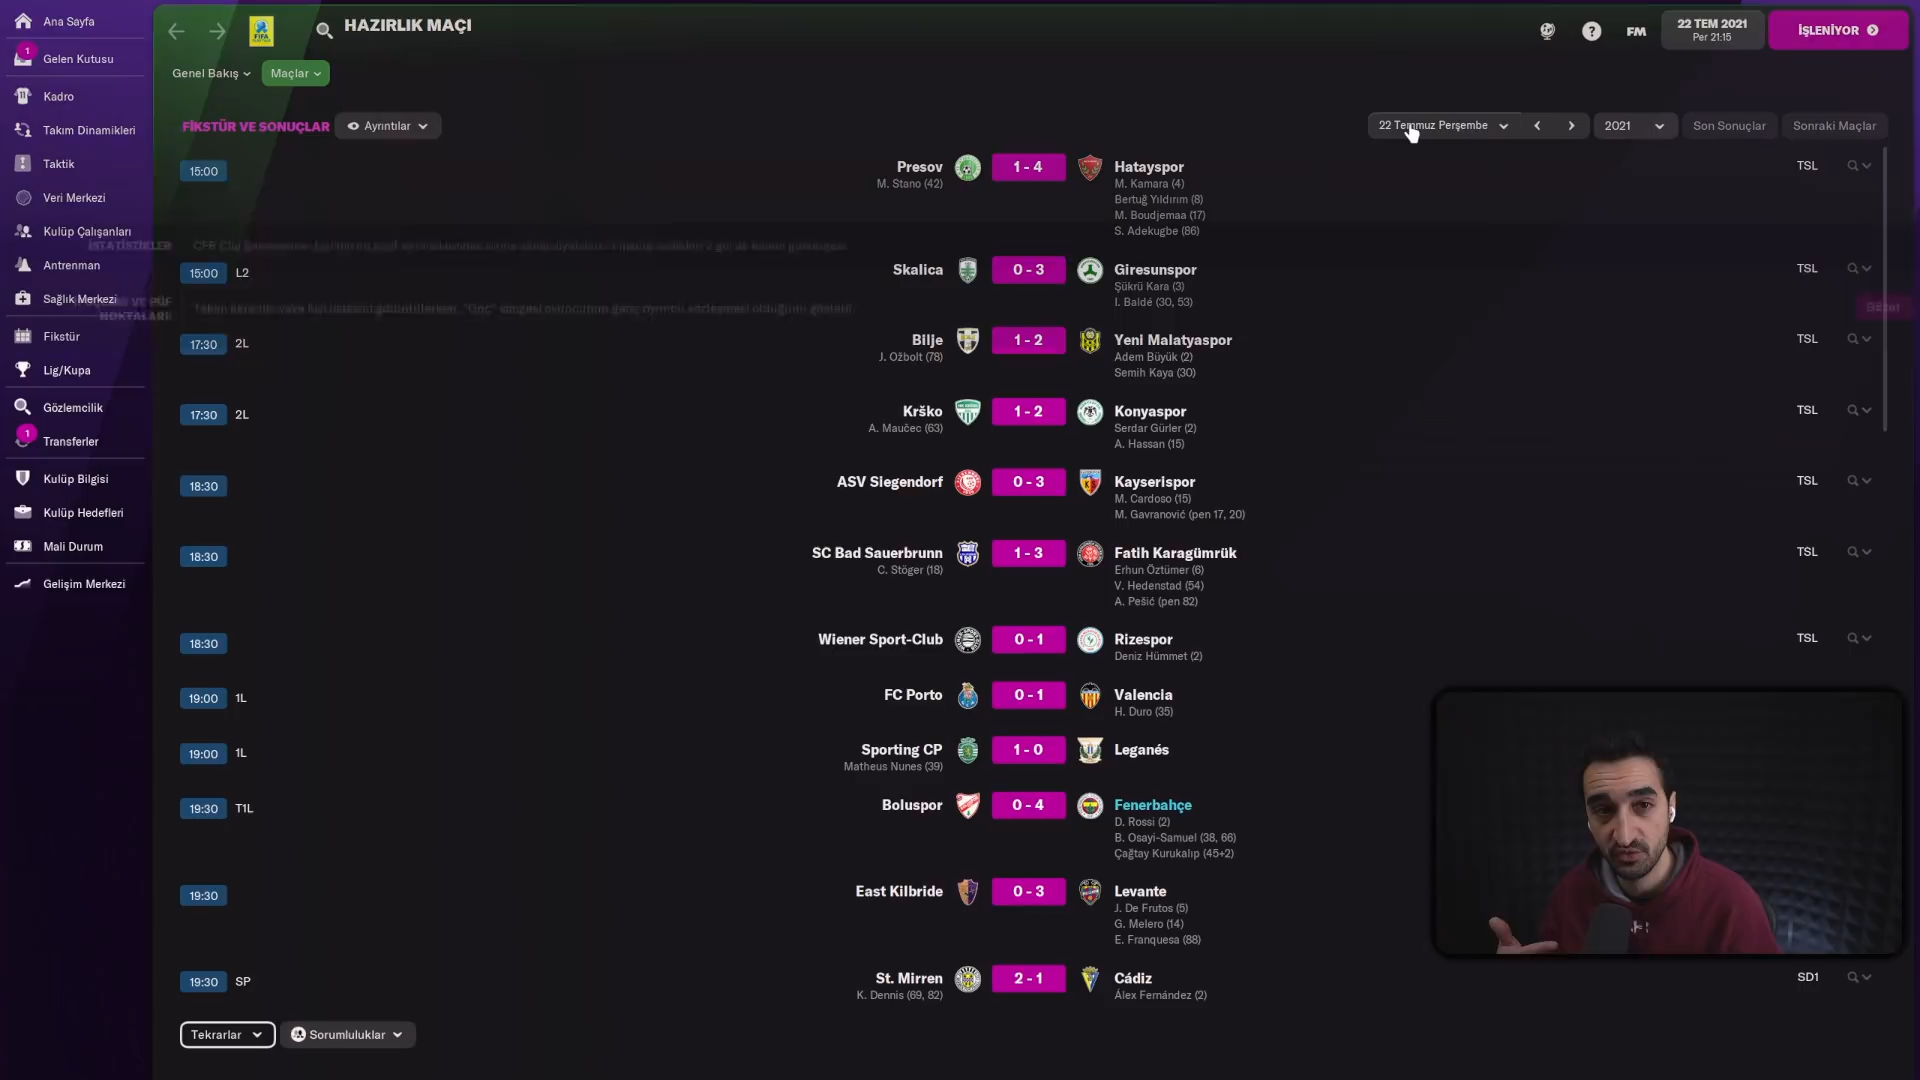 Ana Sayfa
1
Gelen Kutusu
Kadro
Takım Dinamikleri
Taktik
Veri Merkezi
Kulüp Çalışanları
Antrenman
Sağlık Merkezi
Fikstür
Lig/Kupa
Gözlemcilik
1
Transferler
Kulüp Bilgisi
Kulüp Hedefleri
Mali Durum
Gelişim Merkezi
FIFA
HAZIRLIK MAÇI
?
FM
22 TEM 2021
Per 21:15
İŞLENİYOR
Genel Bakış
Maçlar
FİKSTÜR VE SONUÇLAR
Ayrıntılar
22 Temmuz Perşembe
2021
Son Sonuçlar
Sonraki Maçlar
15:00 Presov 1 - 4 Hatayspor TSL
M. Stano (42) M. Kamara (4)
Bertuğ Yıldırım (8)
M. Boudjemaa (17)
S. Adekugbe (86)
İSTATİSTİKLER
15:00 L2 Skalica 0 - 3 Giresunspor TSL
Şükrü Kara (3)
I. Baldé (30, 53)
17:30 2L Bilje 1 - 2 Yeni Malatyaspor TSL
J. Ožbolt (78) Adem Büyük (2)
Semih Kaya (30)
17:30 2L Krško 1 - 2 Konyaspor TSL
A. Maučec (63) Serdar Gürler (2)
A. Hassan (15)
18:30 ASV Siegendorf 0 - 3 Kayserispor TSL
M. Cardoso (15)
M. Gavranović (pen 17, 20)
18:30 SC Bad Sauerbrunn 1 - 3 Fatih Karagümrük TSL
C. Stöger (18) Erhun Öztümer (6)
V. Hedenstad (54)
A. Pešić (pen 82)
18:30 Wiener Sport-Club 0 - 1 Rizespor TSL
Deniz Hümmet (2)
19:00 1L FC Porto 0 - 1 Valencia
H. Duro (35)
19:00 1L Sporting CP 1 - 0 Leganés
Matheus Nunes (39)
19:30 T1L Boluspor 0 - 4 Fenerbahçe
D. Rossi (2)
B. Osayi-Samuel (38, 66)
Çağtay Kurukalıp (45+2)
19:30 East Kilbride 0 - 3 Levante
J. De Frutos (5)
G. Melero (14)
E. Franquesa (88)
19:30 SP St. Mirren 2 - 1 Cádiz SD1
K. Dennis (69, 82) Álex Fernández (2)
Tekrarlar
Sorumluluklar